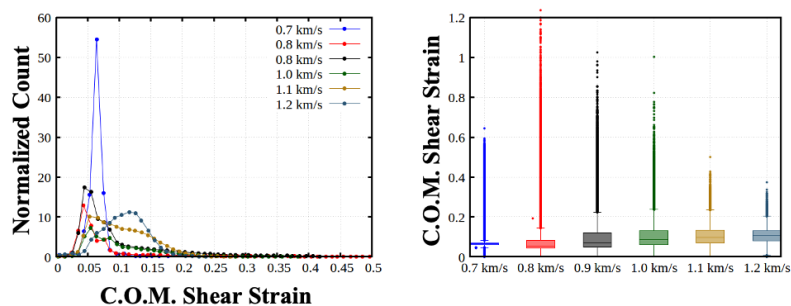 Normalized Count
60
50
40
30
20
10
0
0.7 km/s
0.8 km/s
0.8 km/s
1.0 km/s
1.1 km/s
1.2 km/s
0 0.05 0.1 0.15 0.2 0.25 0.3 0.35 0.4 0.45 0.5
C.O.M. Shear Strain
C.O.M. Shear Strain
1.2
1
0.8
0.6
0.4
0.2
0
0.7 km/s 0.8 km/s 0.9 km/s 1.0 km/s 1.1 km/s 1.2 km/s